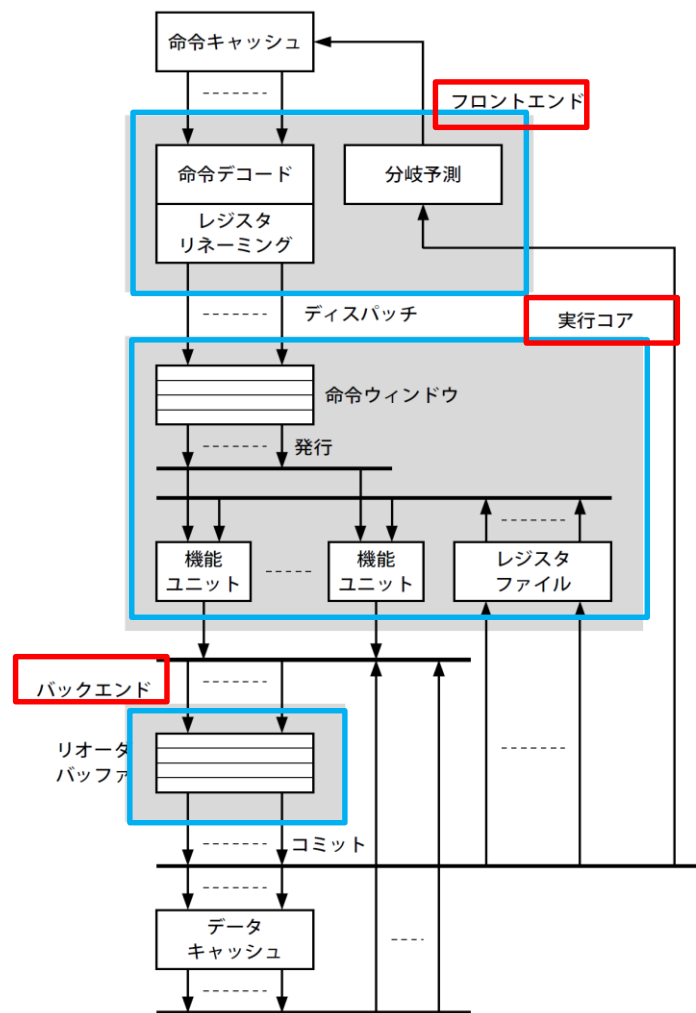 命令キャッシュ
フロントエンド
命令デコード
分岐予測
レジスタ
リネーミング
ディスパッチ
実行コア
命令ウィンドウ
発行
機能
ユニット
機能
ユニット
レジスタ
ファイル
バックエンド
リオーダ
バッファ
コミット
データ
キャッシュ